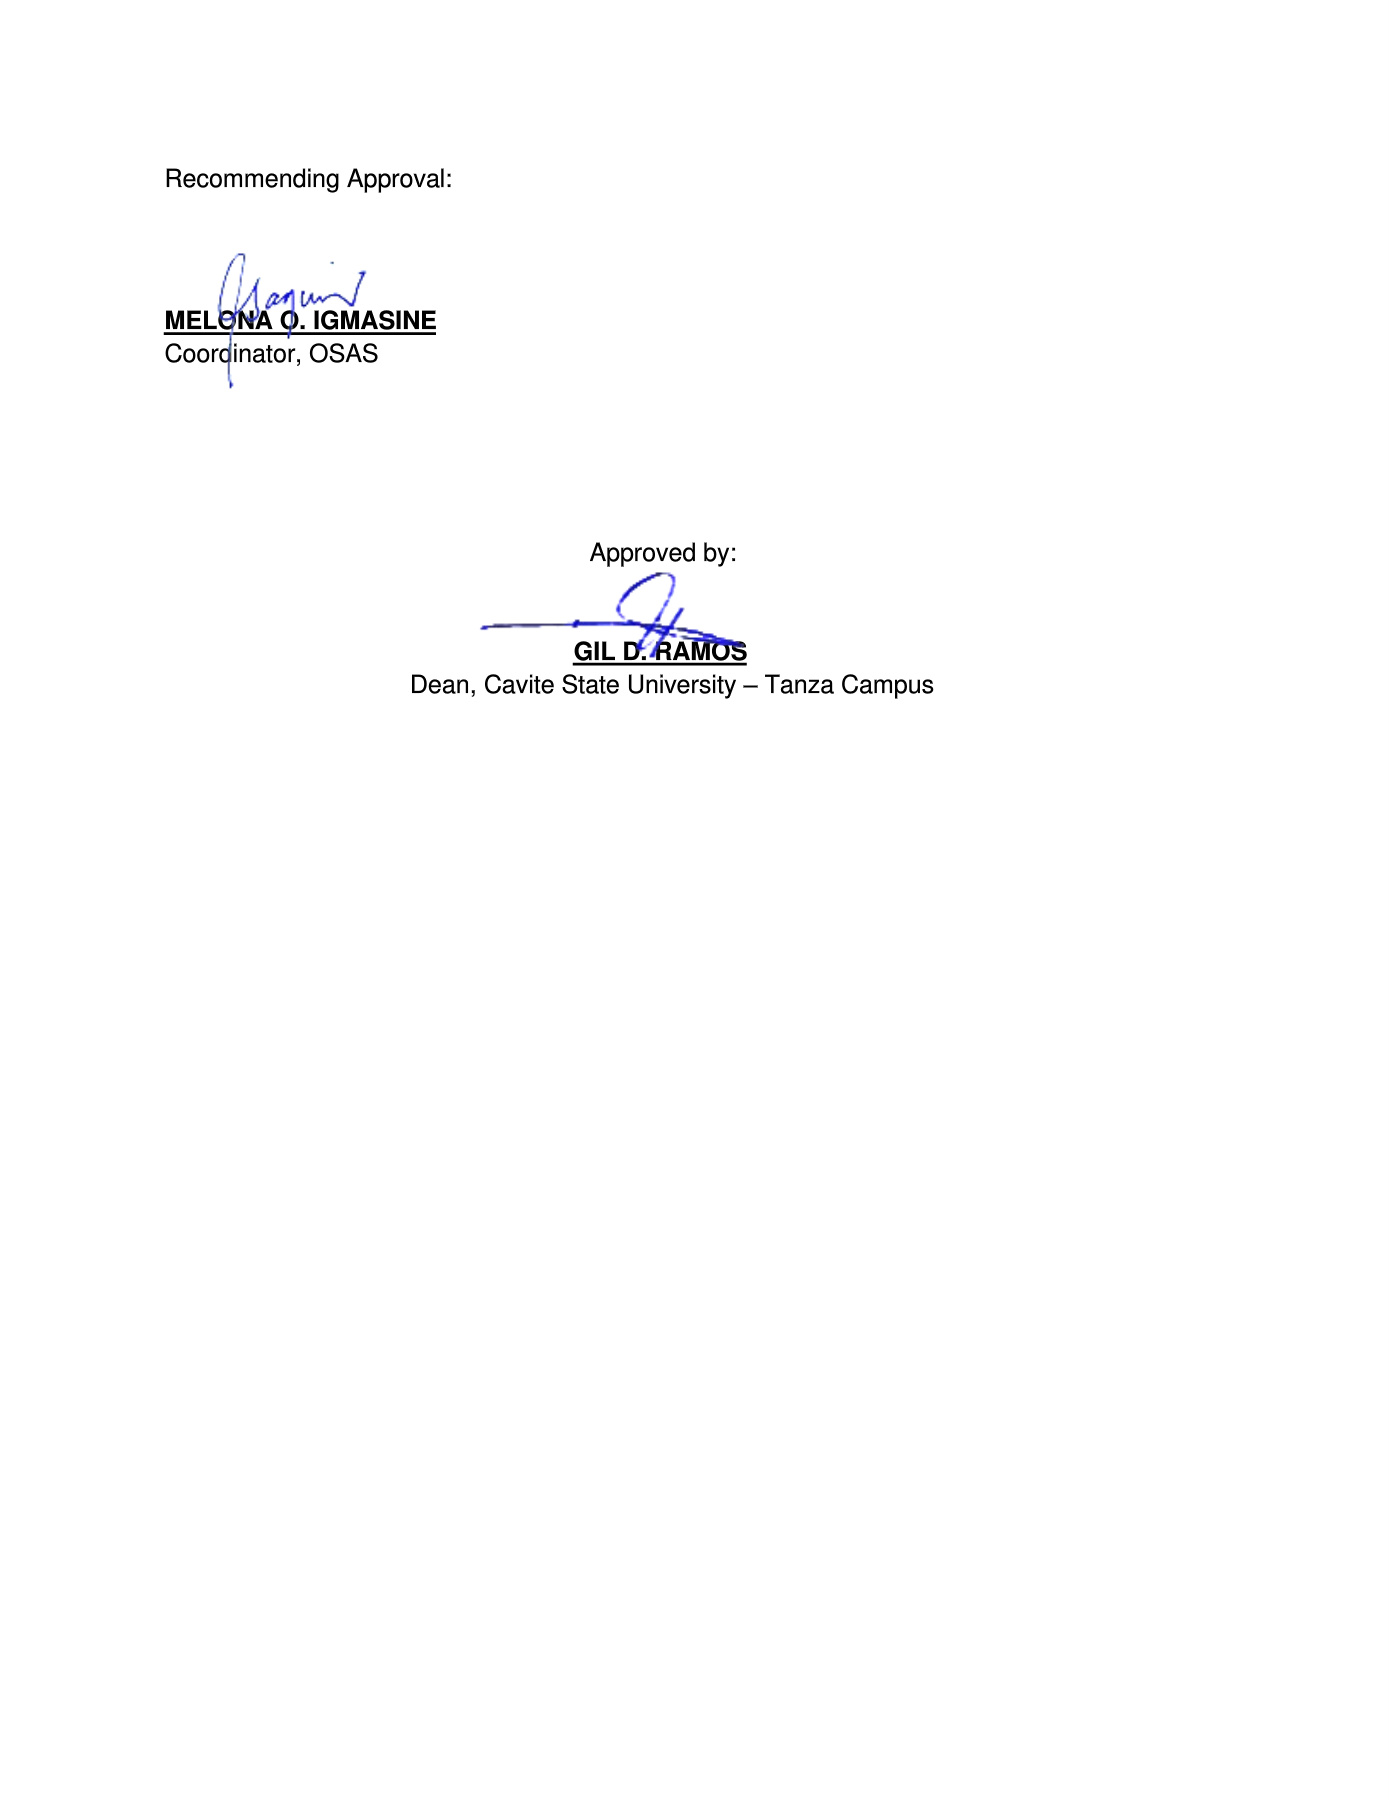 Recommending Approval:
MELONA O. IGMASINE
Coordinator, OSAS
Approved by:
GIL D. RAMOS
Dean, Cavite State University – Tanza Campus